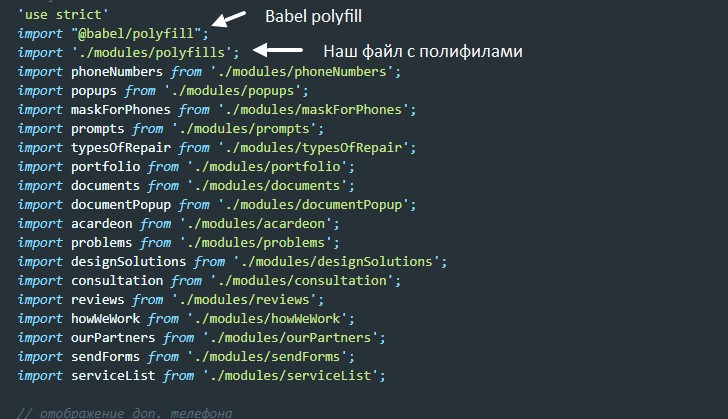 'use strict'
Babel polyfill
import "@babel/polyfill";
import './modules/polyfills';
Наш файл с полифилами
import phoneNumbers from './modules/phoneNumbers';
import popups from './modules/popups';
import maskForPhones from './modules/maskForPhones';
import prompts from './modules/prompts';
import typesOfRepair from './modules/typesOfRepair';
import portfolio from './modules/portfolio';
import documents from './modules/documents';
import documentPopup from './modules/documentPopup';
import acardeon from './modules/acardeon';
import problems from './modules/problems';
import designSolutions from './modules/designSolutions';
import consultation from './modules/consultation';
import reviews from './modules/reviews';
import howWeWork from './modules/howWeWork';
import ourPartners from './modules/ourPartners';
import sendForms from './modules/sendForms';
import serviceList from './modules/serviceList';
// отображение доп. телефона